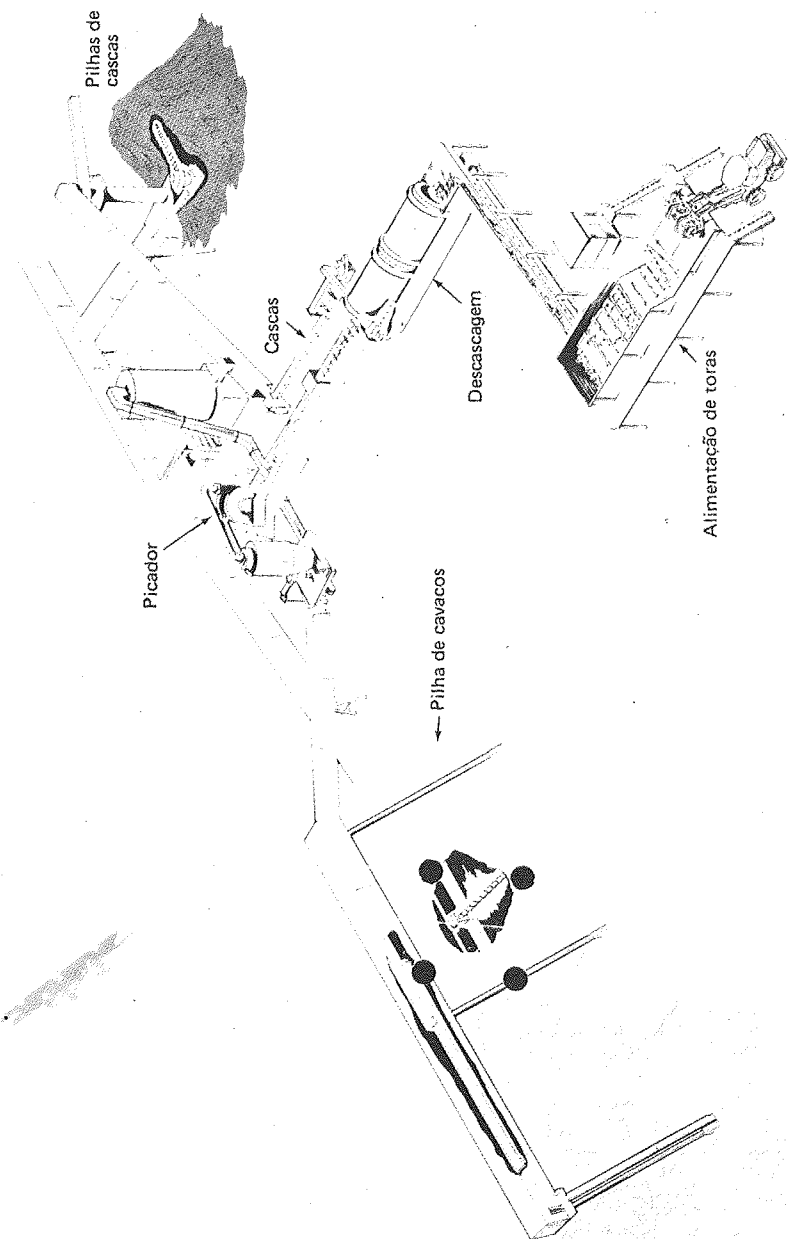 Pilhas de
cascas
Cascas
Descascagem
Alimentação de toras
Picador
Pilha de cavacos